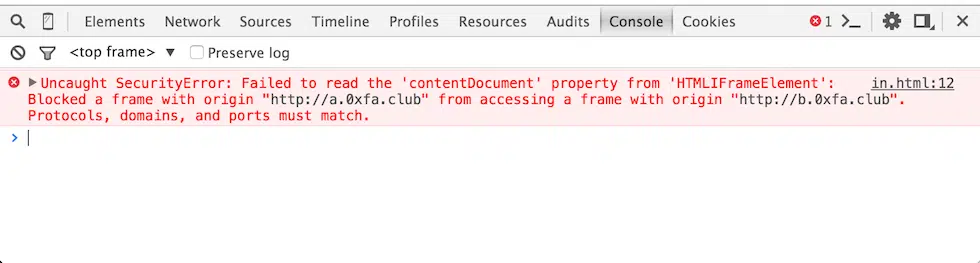 Elements Network Sources Timeline Profiles Resources Audits Console Cookies 1
<top frame> Preserve log
Uncaught SecurityError: Failed to read the 'contentDocument' property from 'HTMLIFrameElement': in.html:12
Blocked a frame with origin "http://a.0xfa.club" from accessing a frame with origin "http://b.0xfa.club".
Protocols, domains, and ports must match.